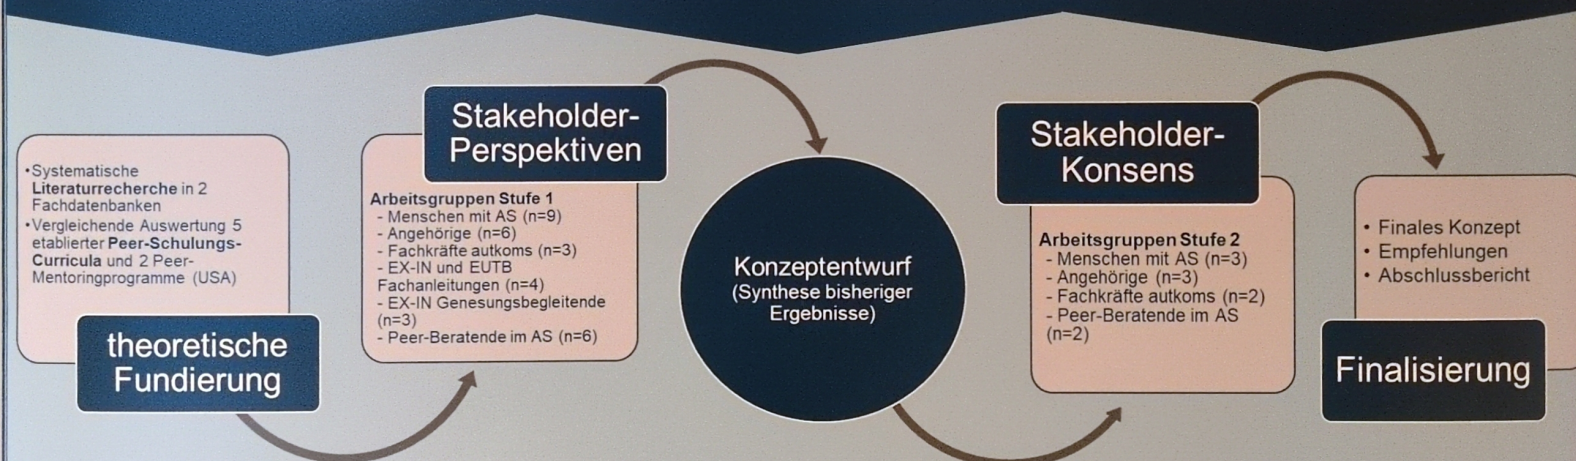 •Systematische
Literaturrecherche in 2
Fachdatenbanken
•Vergleichende Auswertung 5
etablierter Peer-Schulungs-
Curricula und 2 Peer-
Mentoringprogramme (USA)
theoretische
Fundierung
Stakeholder-
Perspektiven
Arbeitsgruppen Stufe 1
- Menschen mit AS (n=9)
- Angehörige (n=6)
- Fachkräfte autkoms (n=3)
- EX-IN und EUTB
Fachanleitungen (n=4)
- EX-IN Genesungsbegleitende
(n=3)
- Peer-Beratende im AS (n=6)
Konzeptentwurf
(Synthese bisheriger
Ergebnisse)
Stakeholder-
Konsens
Arbeitsgruppen Stufe 2
- Menschen mit AS (n=3)
- Angehörige (n=3)
- Fachkräfte autkoms (n=2)
- Peer-Beratende im AS
(n=2)
• Finales Konzept
• Empfehlungen
• Abschlussbericht
Finalisierung